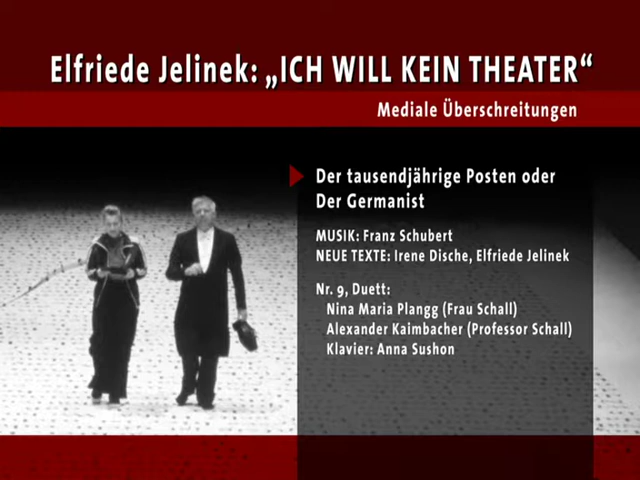 Elfriede Jelinek: „ICH WILL KEIN THEATER“
Mediale Überschreitungen
Der tausendjährige Posten oder
Der Germanist
MUSIK: Franz Schubert
NEUE TEXTE: Irene Dische, Elfriede Jelinek
Nr. 9, Duett:
Nina Maria Plangg (Frau Schall)
Alexander Kaimbacher (Professor Schall)
Klavier: Anna Sushon